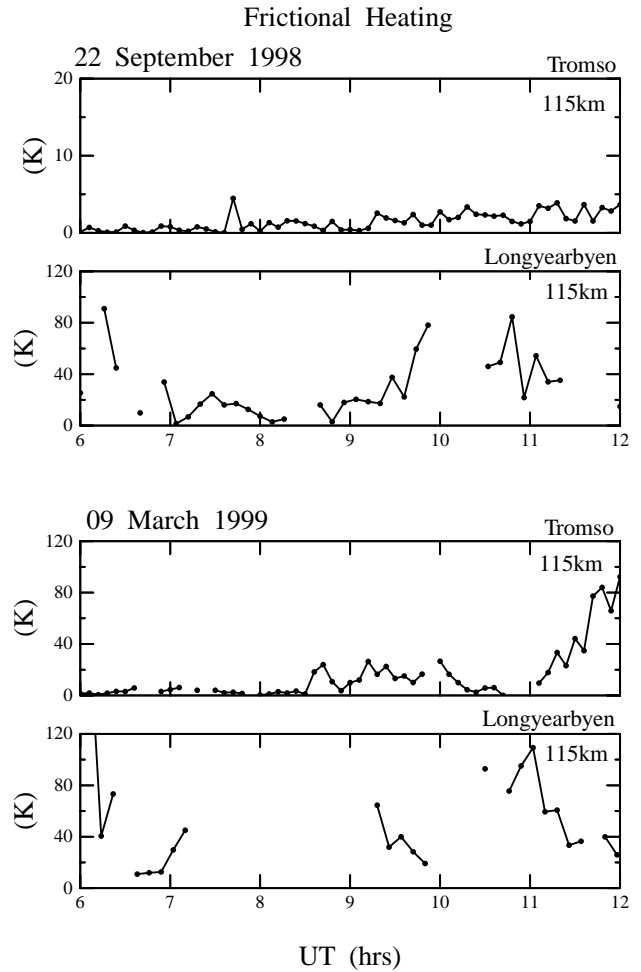 Frictional Heating
22 September 1998
Tromso
115km
20
10
0
(K)
Longyearbyen
115km
120
80
40
0
(K)
6 7 8 9 10 11 12
09 March 1999
Tromso
115km
120
80
40
0
(K)
Longyearbyen
115km
120
80
40
0
(K)
6 7 8 9 10 11 12
UT (hrs)